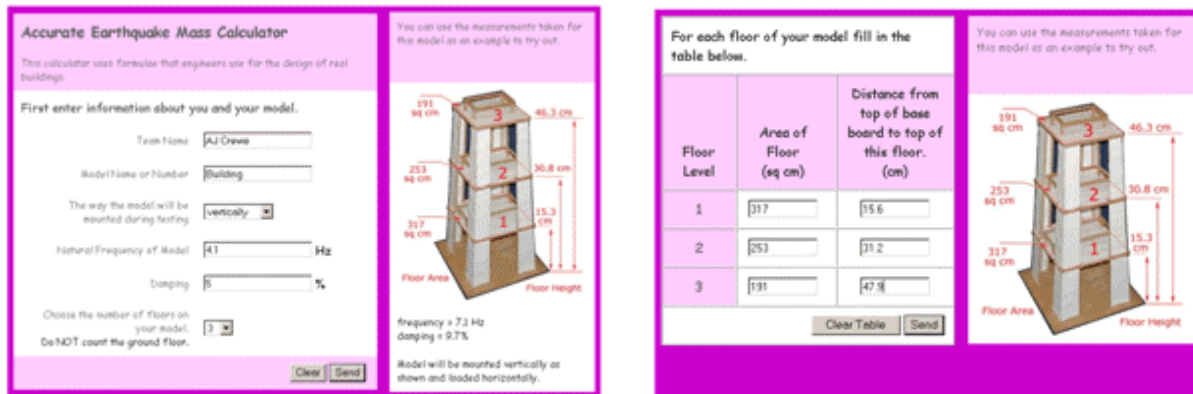 Accurate Earthquake Mass Calculator
This calculator uses formulae that engineers use for the design of real
buildings.
First enter information about you and your model.
Team Name
AJ Crewe
Model Name or Number
Building
The way the model will be
mounted during testing
vertically
Natural Frequency of Model
4.1
Hz
Damping
5
%
Choose the number of floors on
your model.
3
Do NOT count the ground floor.
Clear
Send
You can use the measurements taken for
this model as an example to try out.
191
sq cm
3
46.3 cm
253
sq cm
2
30.8 cm
317
sq cm
1
15.3
cm
Floor Area
Floor Height
frequency = 7.1 Hz
damping = 9.7%
Model will be mounted vertically as
shown and loaded horizontally.
For each floor of your model fill in the
table below.
Floor
Level
Area of
Floor
(sq cm)
Distance from
top of base
board to top of
this floor.
(cm)
1
317
15.6
2
253
31.2
3
191
47.9
Clear Table
Send
You can use the measurements taken for
this model as an example to try out.
191
sq cm
3
46.3 cm
253
sq cm
2
30.8 cm
317
sq cm
1
15.3
cm
Floor Area
Floor Height